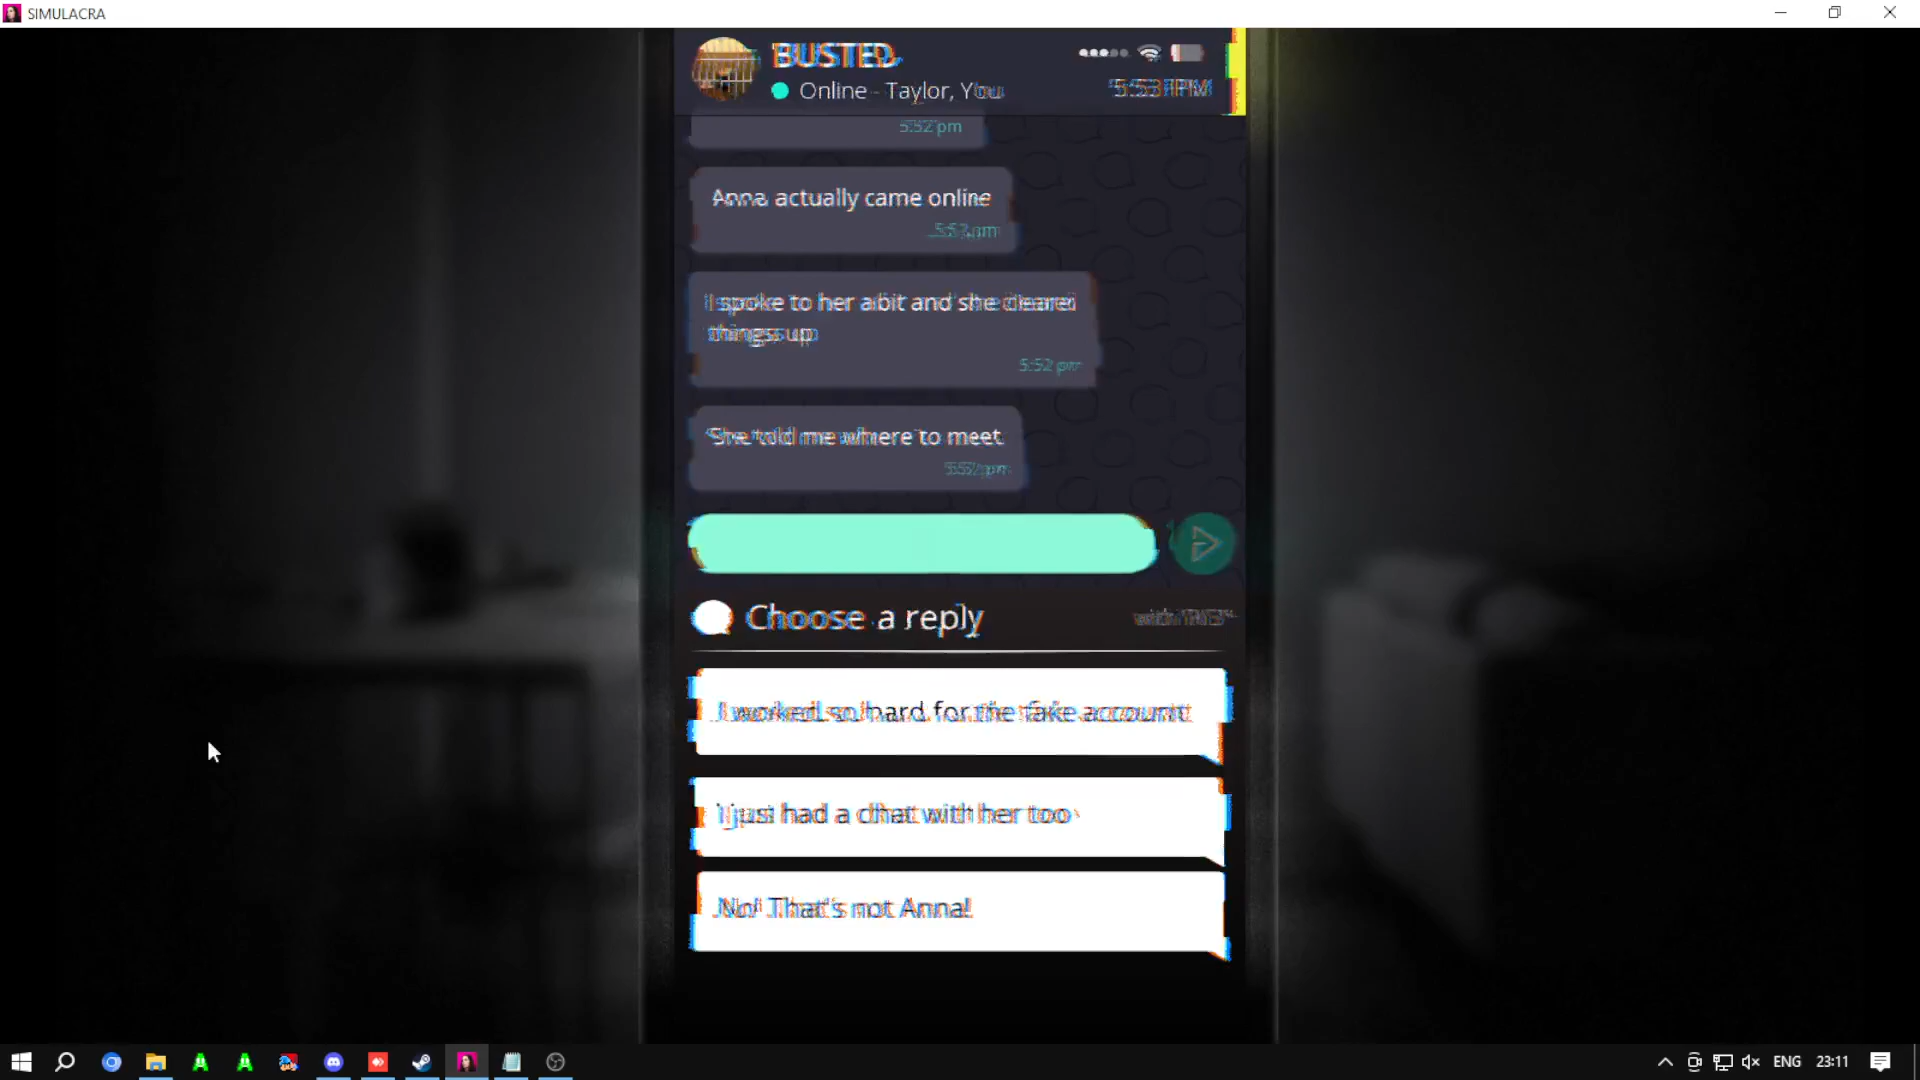 SIMULACRA
BUSTED
Online - Taylor, You
5:53 PM
5:52 pm
Anna actually came online
5:52 pm
I spoke to her abit and she cleared
things up
5:52 pm
She told me where to meet
5:52 pm
Choose a reply
I worked so hard for the fake account
I just had a chat with her too
No! That's not Anna!
ENG
23:11